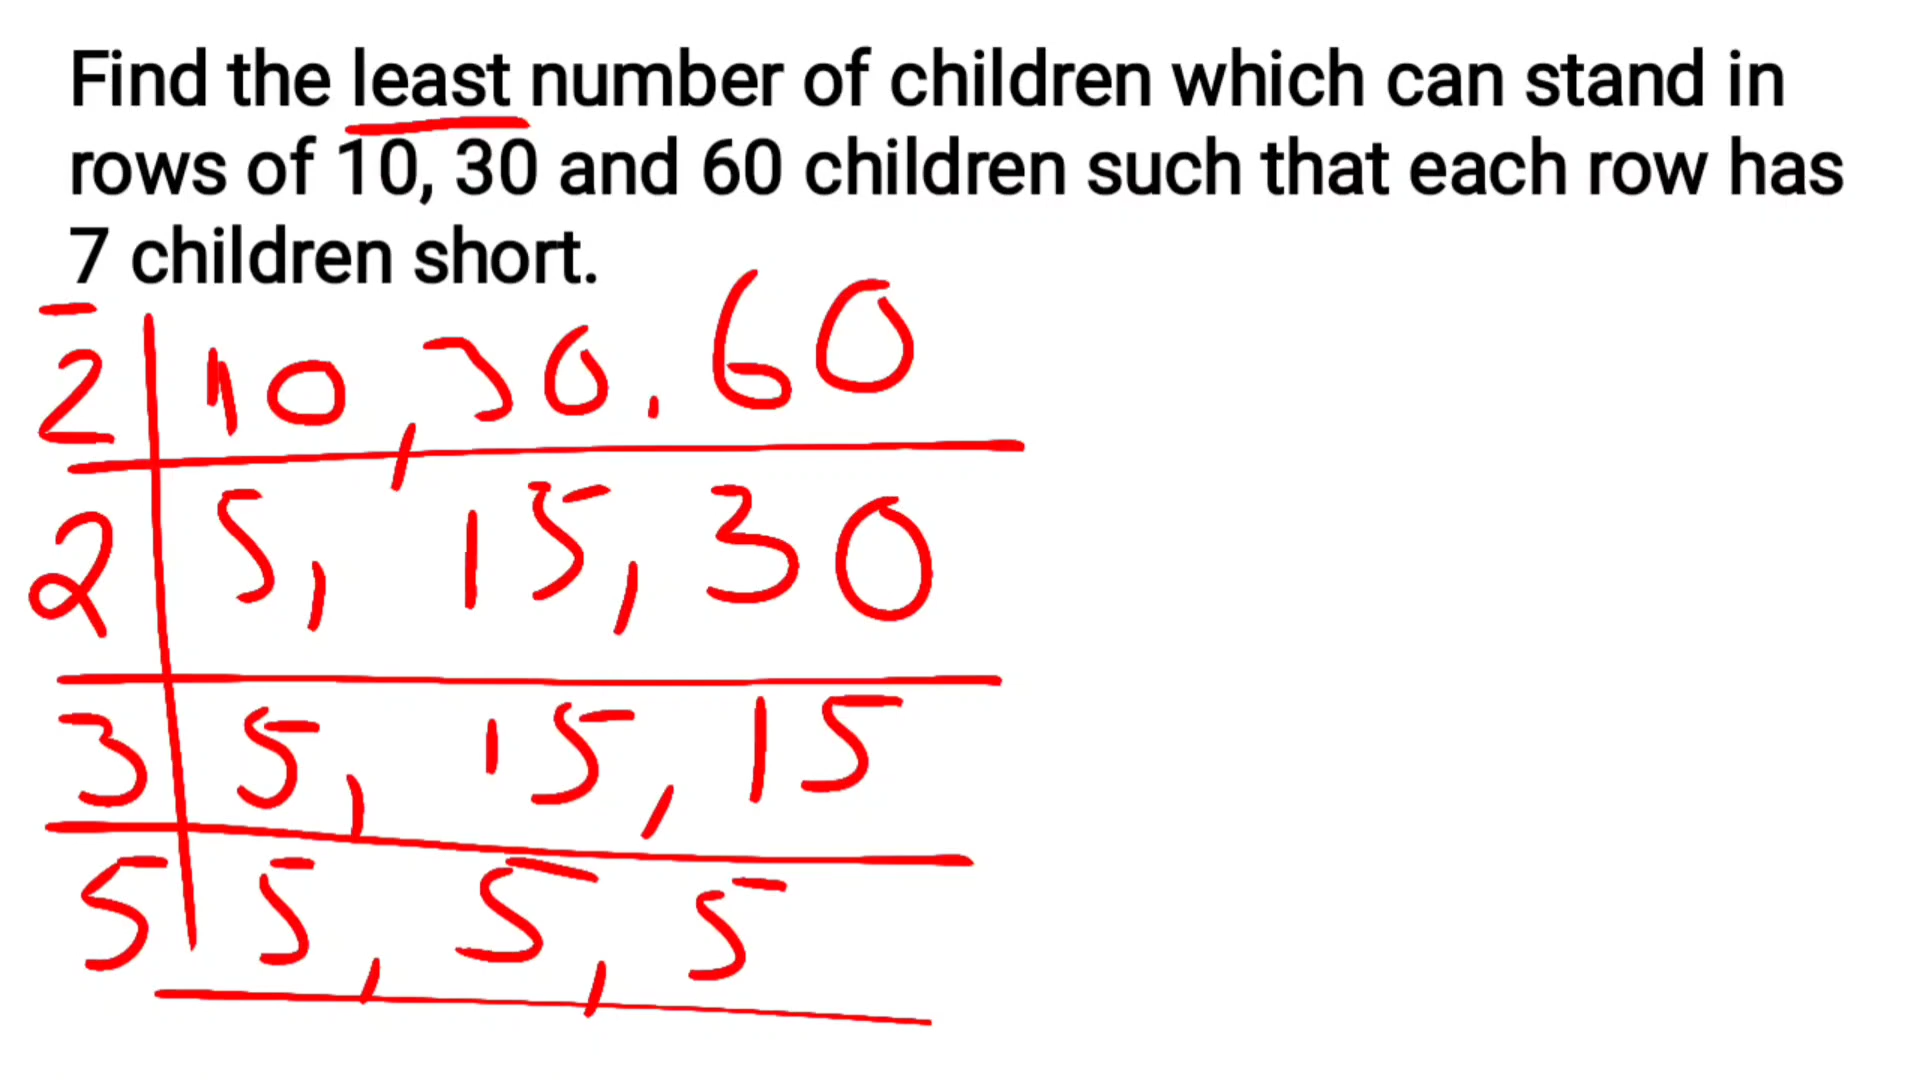 Find the least number of children which can stand in
rows of 10, 30 and 60 children such that each row has
7 children short.
2 10, 30. 60
2 5, 15, 30
3 5, 15, 15
5 5, 5, 5